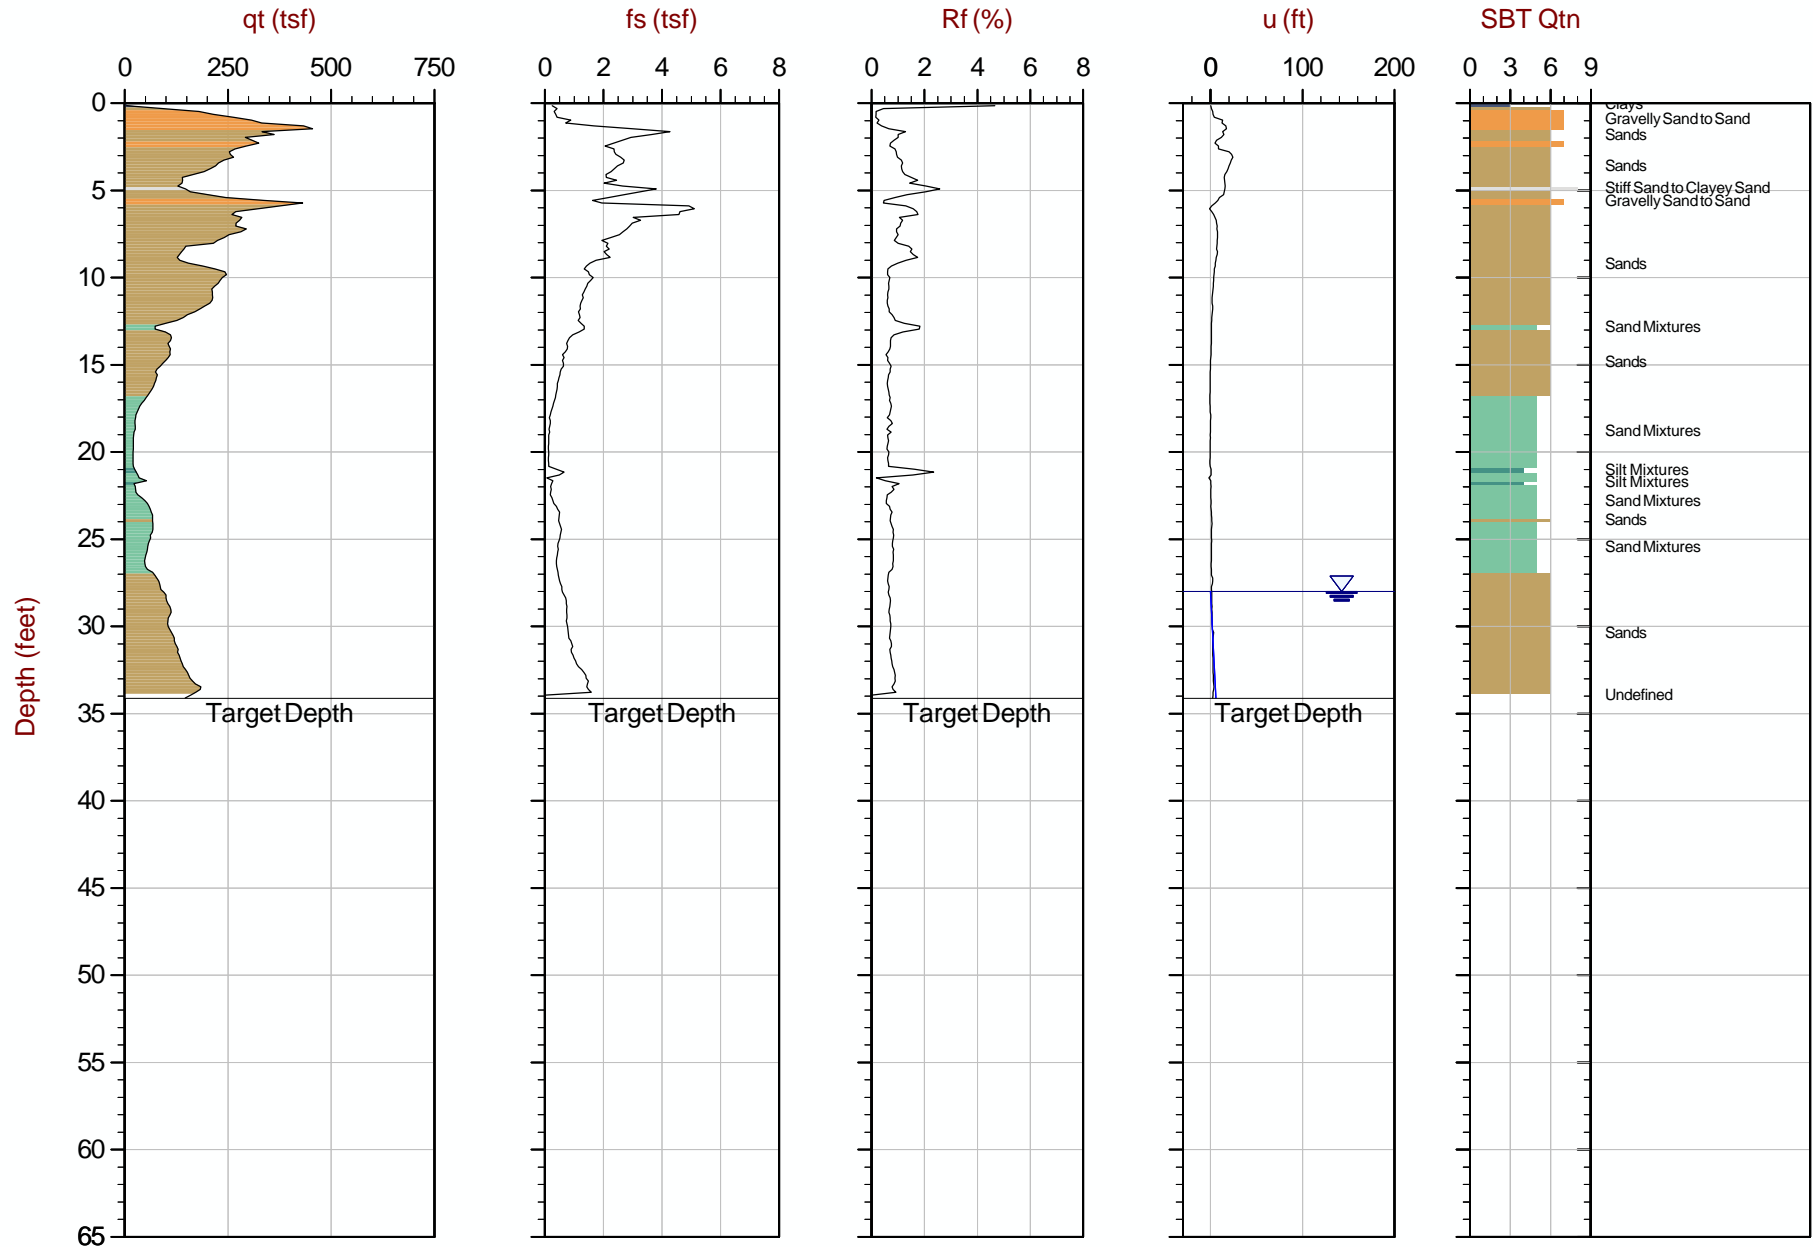 qt (tsf) fs (tsf) Rf (%) u (ft) SBT Qtn
0 250 500 750 0 2 4 6 8 0 2 4 6 8 0 100 200 0 3 6 9
0
5
10
15
20
25
30
35
40
45
50
55
60
65
Depth (feet)
Target Depth Target Depth Target Depth Target Depth
Clays
Gravelly Sand to Sand
Sands
Sands
Stiff Sand to Clayey Sand
Gravelly Sand to Sand
Sands
Sand Mixtures
Sands
Sand Mixtures
Silt Mixtures
Silt Mixtures
Sand Mixtures
Sands
Sand Mixtures
Sands
Undefined